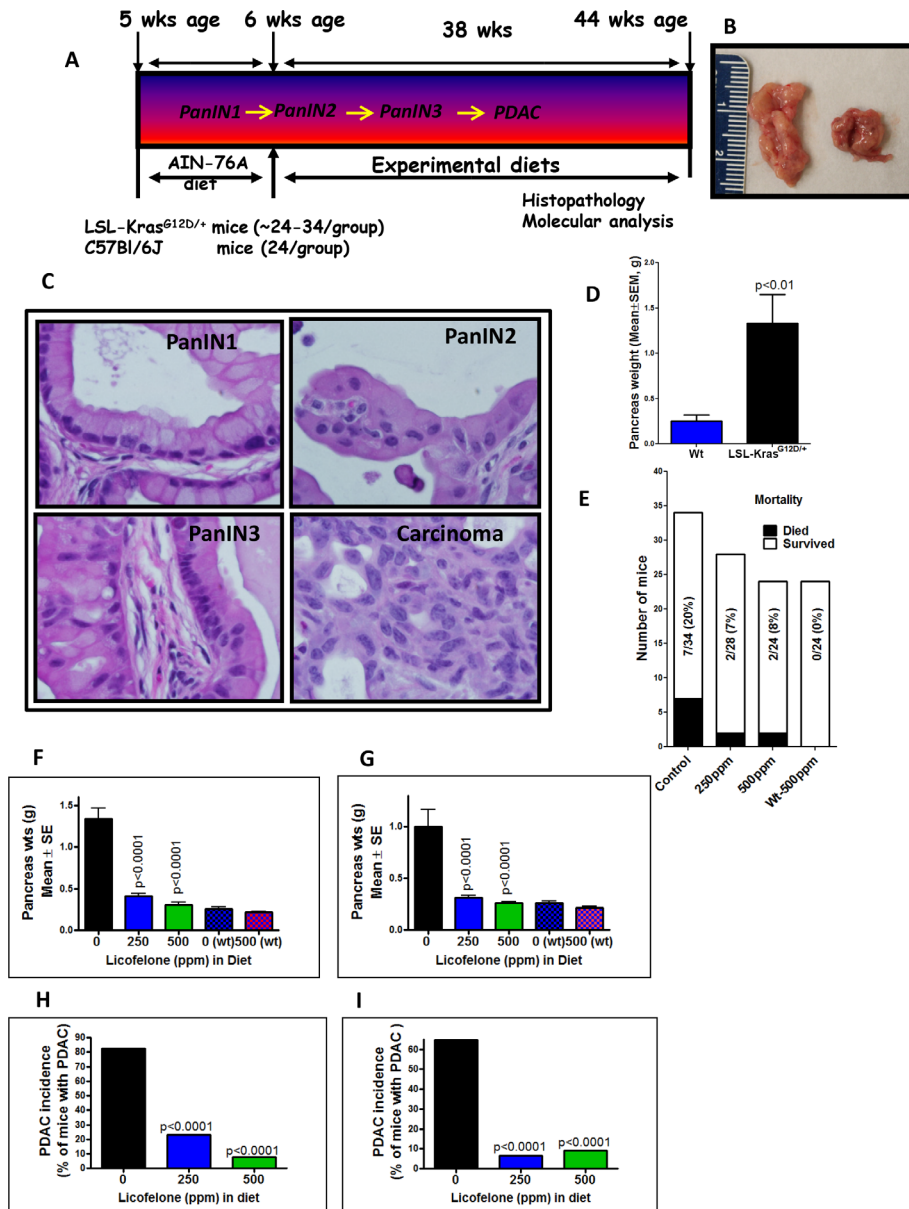 5 wks age
6 wks age
38 wks
44 wks age
A
PanIN1
PanIN2
PanIN3
PDAC
AIN-76A
diet
Experimental diets
Histopathology
Molecular analysis
LSL-KrasG12D/+ mice (~24-34/group)
C57Bl/6J mice (24/group)
B
1
2
C
PanIN1
PanIN2
PanIN3
Carcinoma
D
Pancreas weight (Mean±SEM, g)
2.0
1.5
1.0
0.5
0.0
p<0.01
Wt
LSL-KrasG12D/+
E
Mortality
Died
Survived
Number of mice
40
35
30
25
20
15
10
5
0
7/34 (20%)
2/28 (7%)
2/24 (8%)
0/24 (0%)
Control
250ppm
500ppm
Wt-500ppm
F
Pancreas wts (g)
Mean ± SE
1.5
1.0
0.5
0.0
p<0.0001
p<0.0001
0
250
500
0 (wt)
500 (wt)
Licofelone (ppm) in Diet
G
Pancreas wts (g)
Mean ± SE
1.0
0.5
0.0
p<0.0001
p<0.0001
0
250
500
0 (wt)
500 (wt)
Licofelone (ppm) in Diet
H
PDAC incidence
(% of mice with PDAC)
90
80
70
60
50
40
30
20
10
0
p<0.0001
p<0.0001
0
250
500
Licofelone (ppm) in diet
I
PDAC incidence
(% of mice with PDAC )
60
50
40
30
20
10
0
p<0.0001
p<0.0001
0
250
500
Licofelone (ppm) in diet